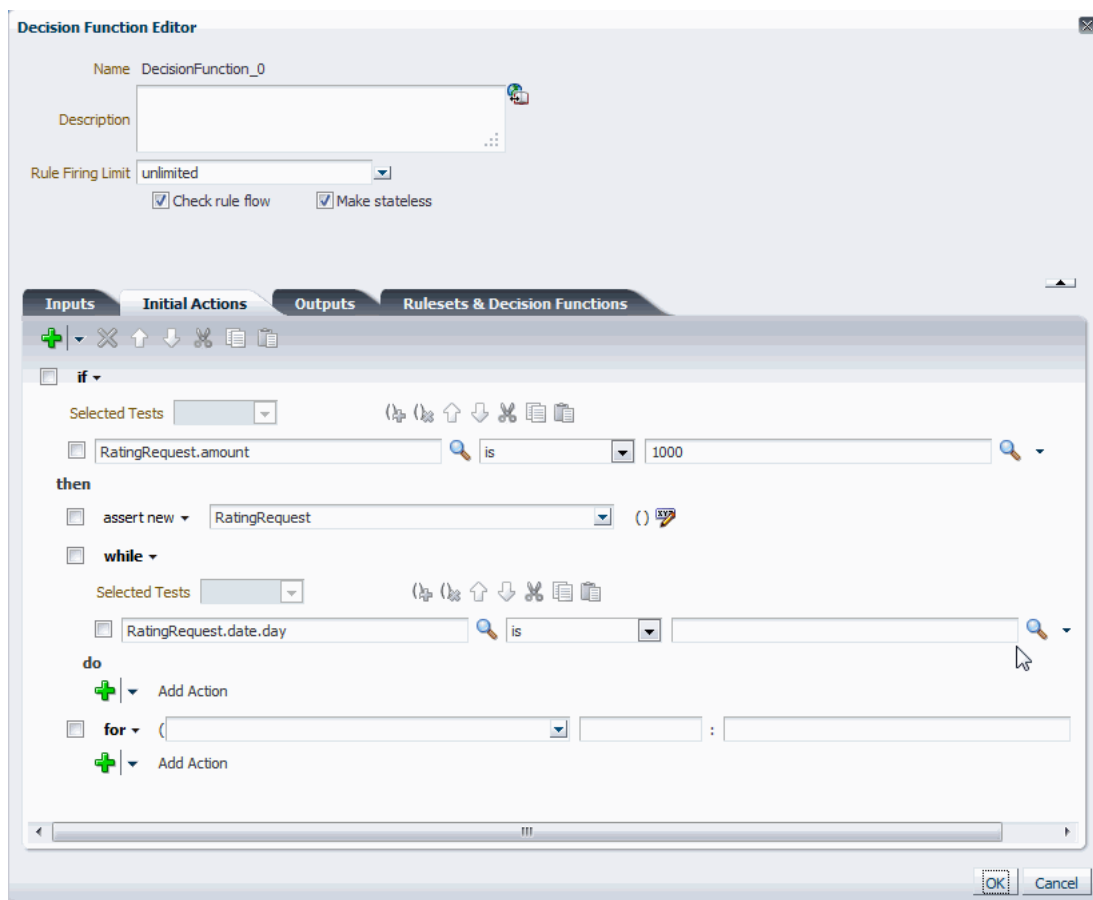 Decision Function Editor
Name DecisionFunction_0
Description
Rule Firing Limit unlimited
Check rule flow Make stateless
Inputs Initial Actions Outputs Rulesets & Decision Functions
if
Selected Tests
RatingRequest.amount is 1000
then
assert new RatingRequest ()
while
Selected Tests
RatingRequest.date.day is
do
Add Action
for ( :
Add Action
OK Cancel